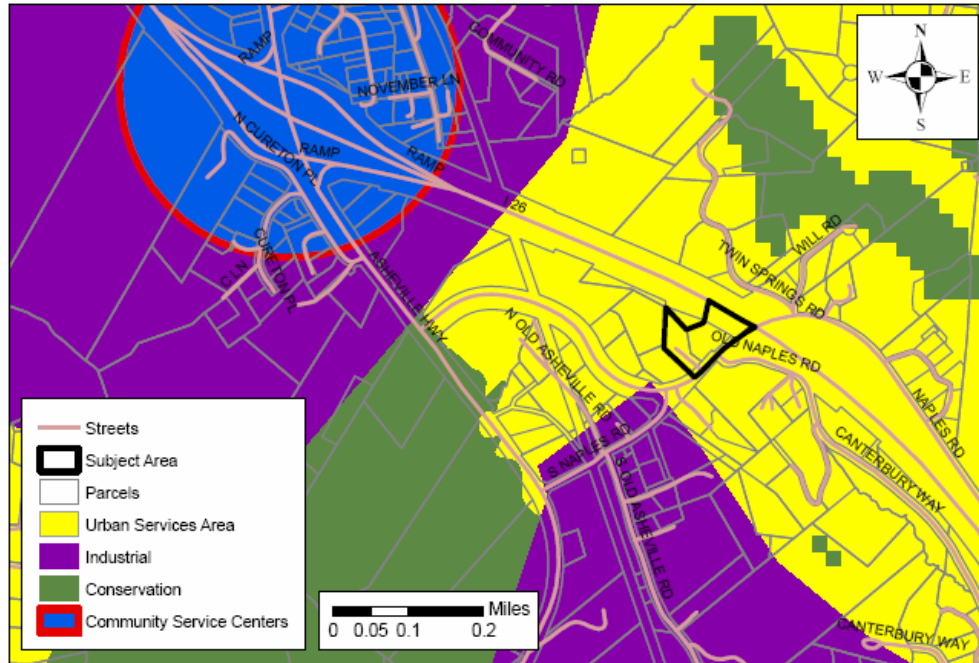 COMMUNITY RD
RAMP
NOVEMBER LN
N
W E
S
N CURETON PL
RAMP
RAMP
I 26
WILL RD
TWIN SPRINGS RD
CURETON PL
C LN
ASHEVILLE HWY
N OLD ASHEVILLE RD
OLD NAPLES RD
NAPLES RD
S NAPLES RD
CANTERBURY WAY
S OLD ASHEVILLE RD
CANTERBURY WAY
Streets
Subject Area
Parcels
Urban Services Area
Industrial
Conservation
Community Service Centers
Miles
0 0.05 0.1 0.2